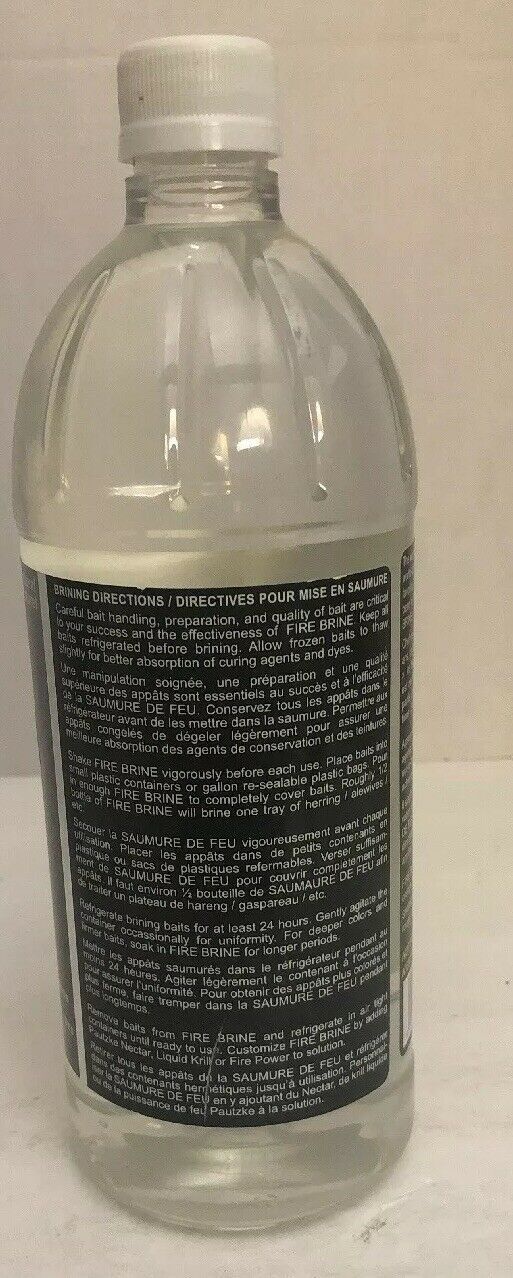 BRINING DIRECTIONS / DIRECTIVES POUR MISE EN SAUMURE
Careful bait handling, preparation, and quality of bait are critical
to your success and the effectiveness of FIRE BRINE. Keep all
baits refrigerated before brining. Allow frozen baits to thaw
slightly for better absorption of curing agents and dyes.
Une manipulation soignée, une préparation et une qualité
supérieure des appâts sont essentiels au succès et à l'efficacité
de la SAUMURE DE FEU. Conservez tous les appâts dans le
réfrigérateur avant de les mettre dans la saumure. Permettre aux
appâts congelés de dégeler légèrement pour assurer une
meilleure absorption des agents de conservation et des teintures
Shake FIRE BRINE vigorously before each use. Place baits into
small plastic containers or gallon re-sealable plastic bags. Pour
in enough FIRE BRINE to completely cover baits. Roughly 1/2
bottle of FIRE BRINE will brine one tray of herring / alewives /
etc.
Secouer la SAUMURE DE FEU vigoureusement avant chaque
utilisation. Placer les appâts dans de petits contenants en
plastique ou sacs de plastiques refermables. Verser suffisam-
ment de SAUMURE DE FEU pour couvrir complètement les
appâts. Il faut environ ½ bouteille de SAUMAURE DE FEU afin
de traiter un plateau de hareng / gaspareau / etc.
Refrigerate brining baits for at least 24 hours. Gently agitate the
container occassionally for uniformity. For deeper colors and
firmer baits, soak in FIRE BRINE for longer periods.
Mettre les appâts saumurés dans le réfrigérateur pendant au
moins 24 heures. Agiter légèrement le contenant à l'occasion
pour assurer l'uniformité. Pour obtenir des appâts plus colorés et
plus ferme, faire tremper dans la SAUMURE DE FEU pendant
plus longtemps.
Remove baits from FIRE BRINE and refrigerate in air tight
containers until ready to use. Customize FIRE BRINE by adding
Pautzke Nectar, Liquid Krill or Fire Power to solution.
Retirer tous les appâts de la SAUMURE DE FEU et réfrigérer
dans des contenants hermétiques jusqu'à utilisation. Personnali-
ser la SAUMURE DE FEU en y ajoutant du Nectar, de krill liquide
ou de la puissance de feu Pautzke à la solution.